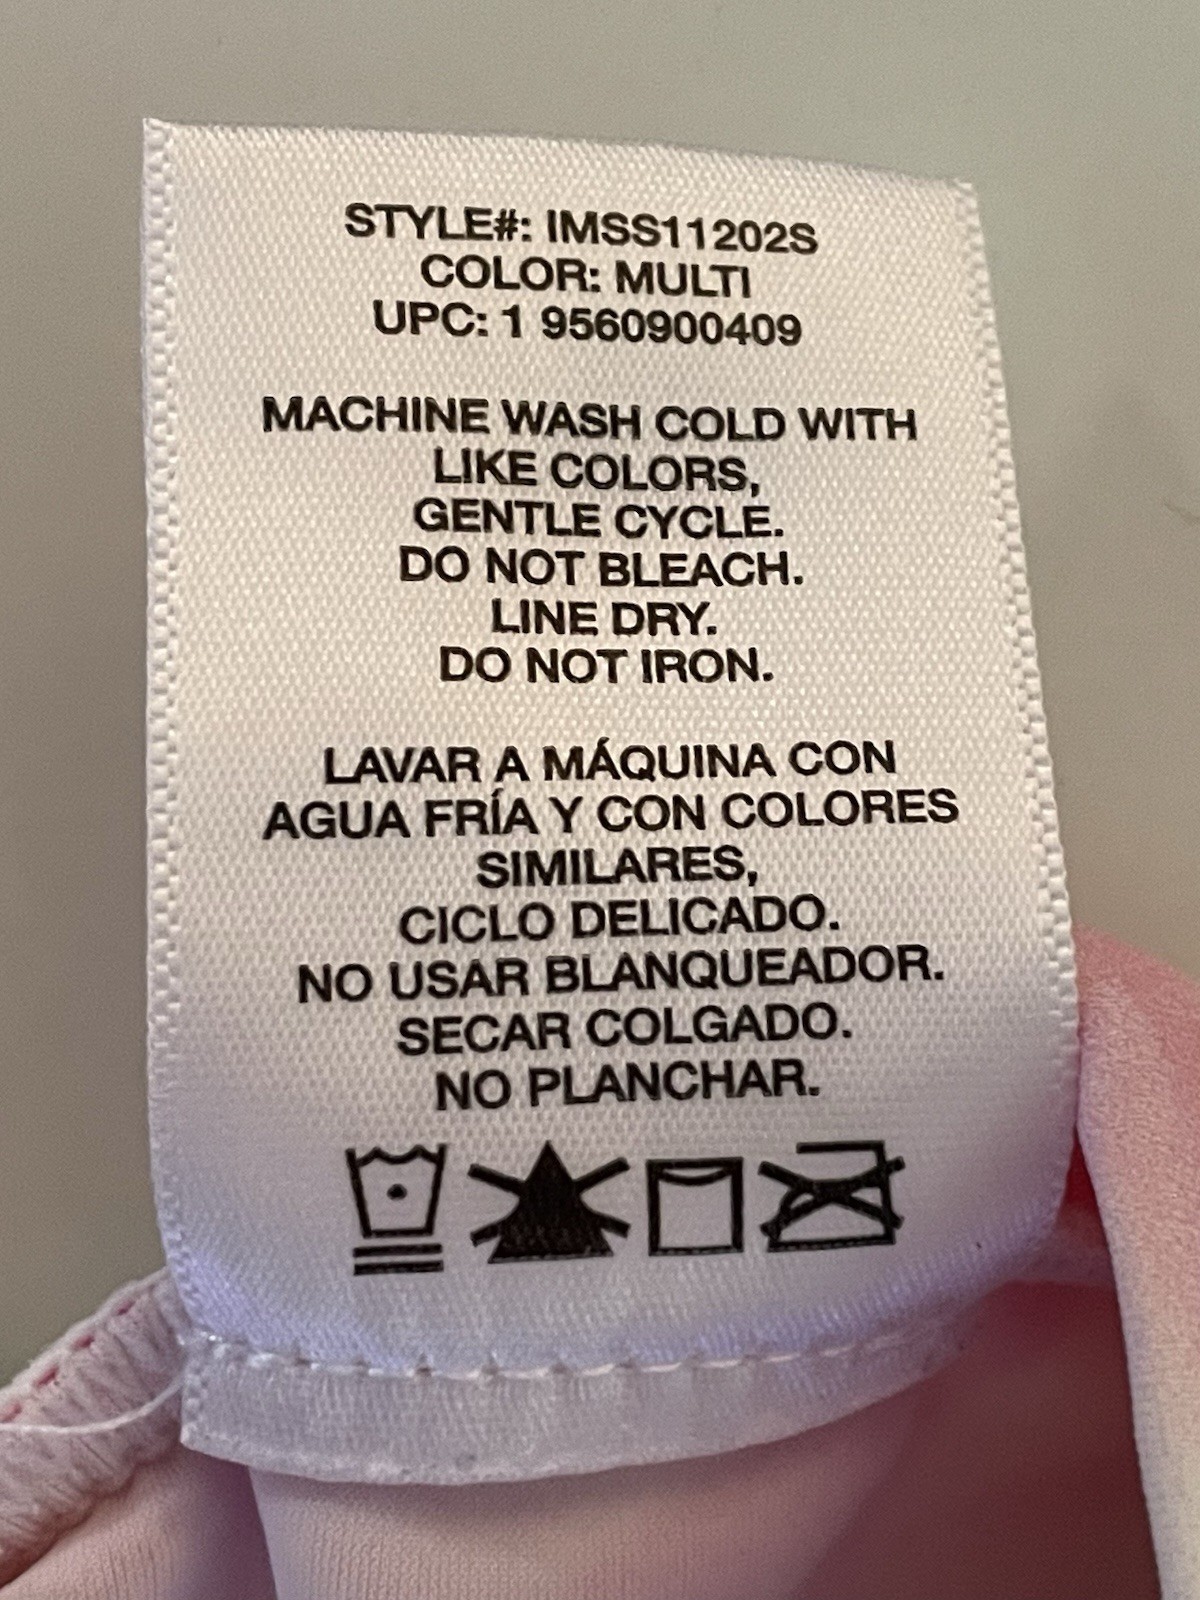 STYLE#: IMSS11202S
COLOR: MULTI
UPC: 1 9560900409
MACHINE WASH COLD WITH
LIKE COLORS,
GENTLE CYCLE.
DO NOT BLEACH.
LINE DRY.
DO NOT IRON.
LAVAR A MÁQUINA CON
AGUA FRÍA Y CON COLORES
SIMILARES,
CICLO DELICADO.
NO USAR BLANQUEADOR.
SECAR COLGADO.
NO PLANCHAR.